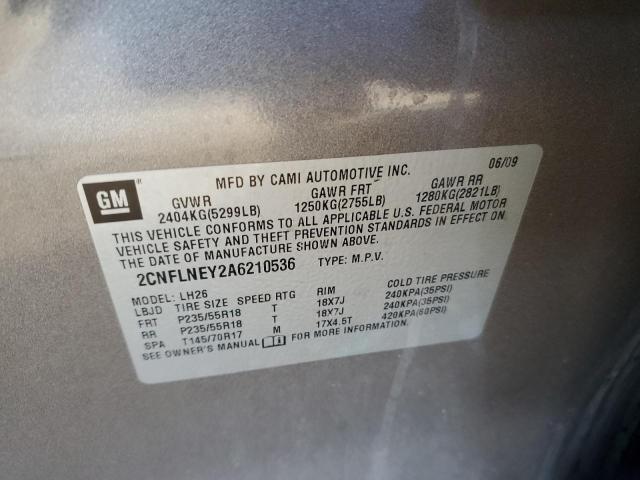 GM ®
MFD BY CAMI AUTOMOTIVE INC. 06/09
GVWR GAWR FRT GAWR RR
2404KG(5299LB) 1250KG(2755LB) 1280KG(2821LB)
THIS VEHICLE CONFORMS TO ALL APPLICABLE U.S. FEDERAL MOTOR
VEHICLE SAFETY AND THEFT PREVENTION STANDARDS IN EFFECT ON
THE DATE OF MANUFACTURE SHOWN ABOVE.
2CNFLNEY2A6210536 TYPE: M.P.V.
MODEL: LH26
LBJD TIRE SIZE SPEED RTG RIM COLD TIRE PRESSURE
FRT P235/55R18 T 18X7J 240KPA(35PSI)
RR P235/55R18 T 18X7J 240KPA(35PSI)
SPA T145/70R17 M 17X4.5T 420KPA(60PSI)
SEE OWNER'S MANUAL FOR MORE INFORMATION.